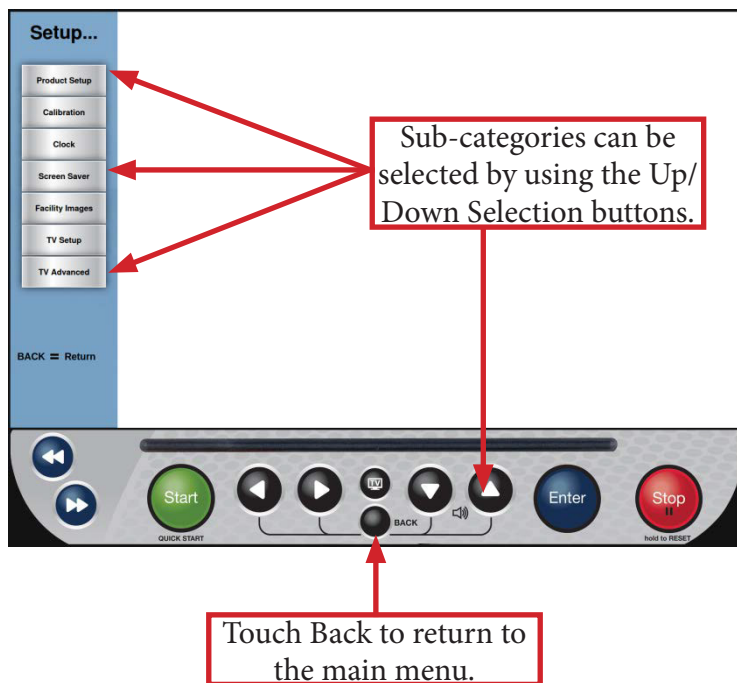 Setup...
Product Setup
Calibration
Clock
Screen Saver
Facility Images
TV Setup
TV Advanced
BACK = Return
Sub-categories can be
selected by using the Up/
Down Selection buttons.
Start
QUICK START
TV
BACK
Enter
Stop
hold to RESET
Touch Back to return to
the main menu.